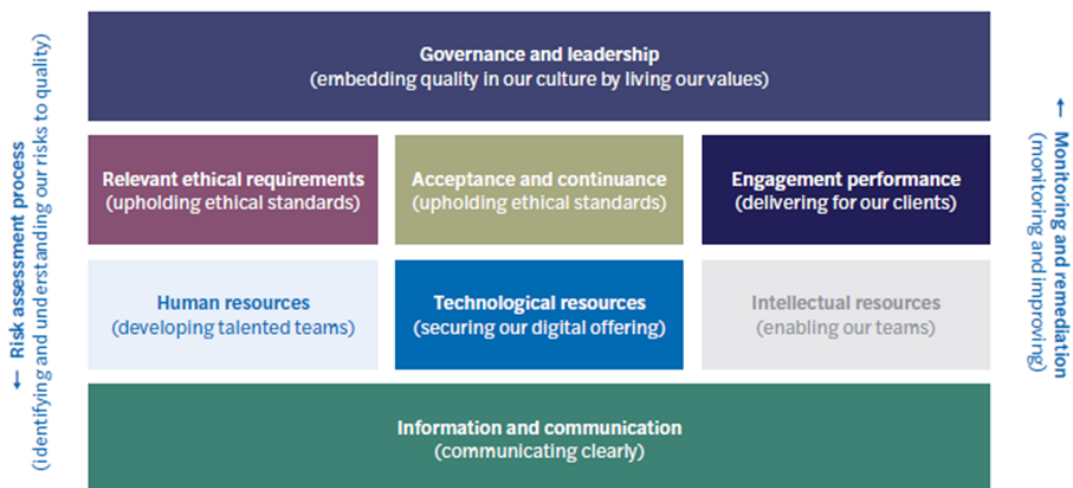 ← Risk assessment process
(identifying and understanding our risks to quality)
Governance and leadership
(embedding quality in our culture by living our values)
Relevant ethical requirements
(upholding ethical standards)
Acceptance and continuance
(upholding ethical standards)
Engagement performance
(delivering for our clients)
Human resources
(developing talented teams)
Technological resources
(securing our digital offering)
Intellectual resources
(enabling our teams)
Information and communication
(communicating clearly)
← Monitoring and remediation
(monitoring and improving)